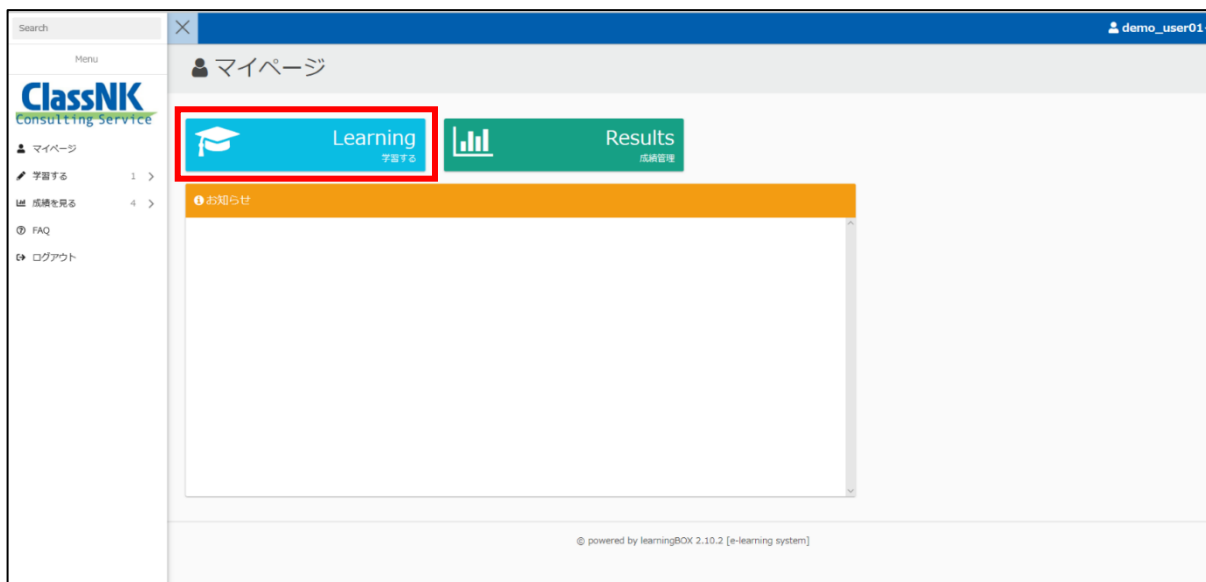 Search
Menu
ClassNK
Consulting Service
マイページ
学習する 1
成績を見る 4
FAQ
ログアウト
demo_user01
マイページ
Learning
学習する
Results
成績管理
お知らせ
© powered by learningBOX 2.10.2 [e-learning system]